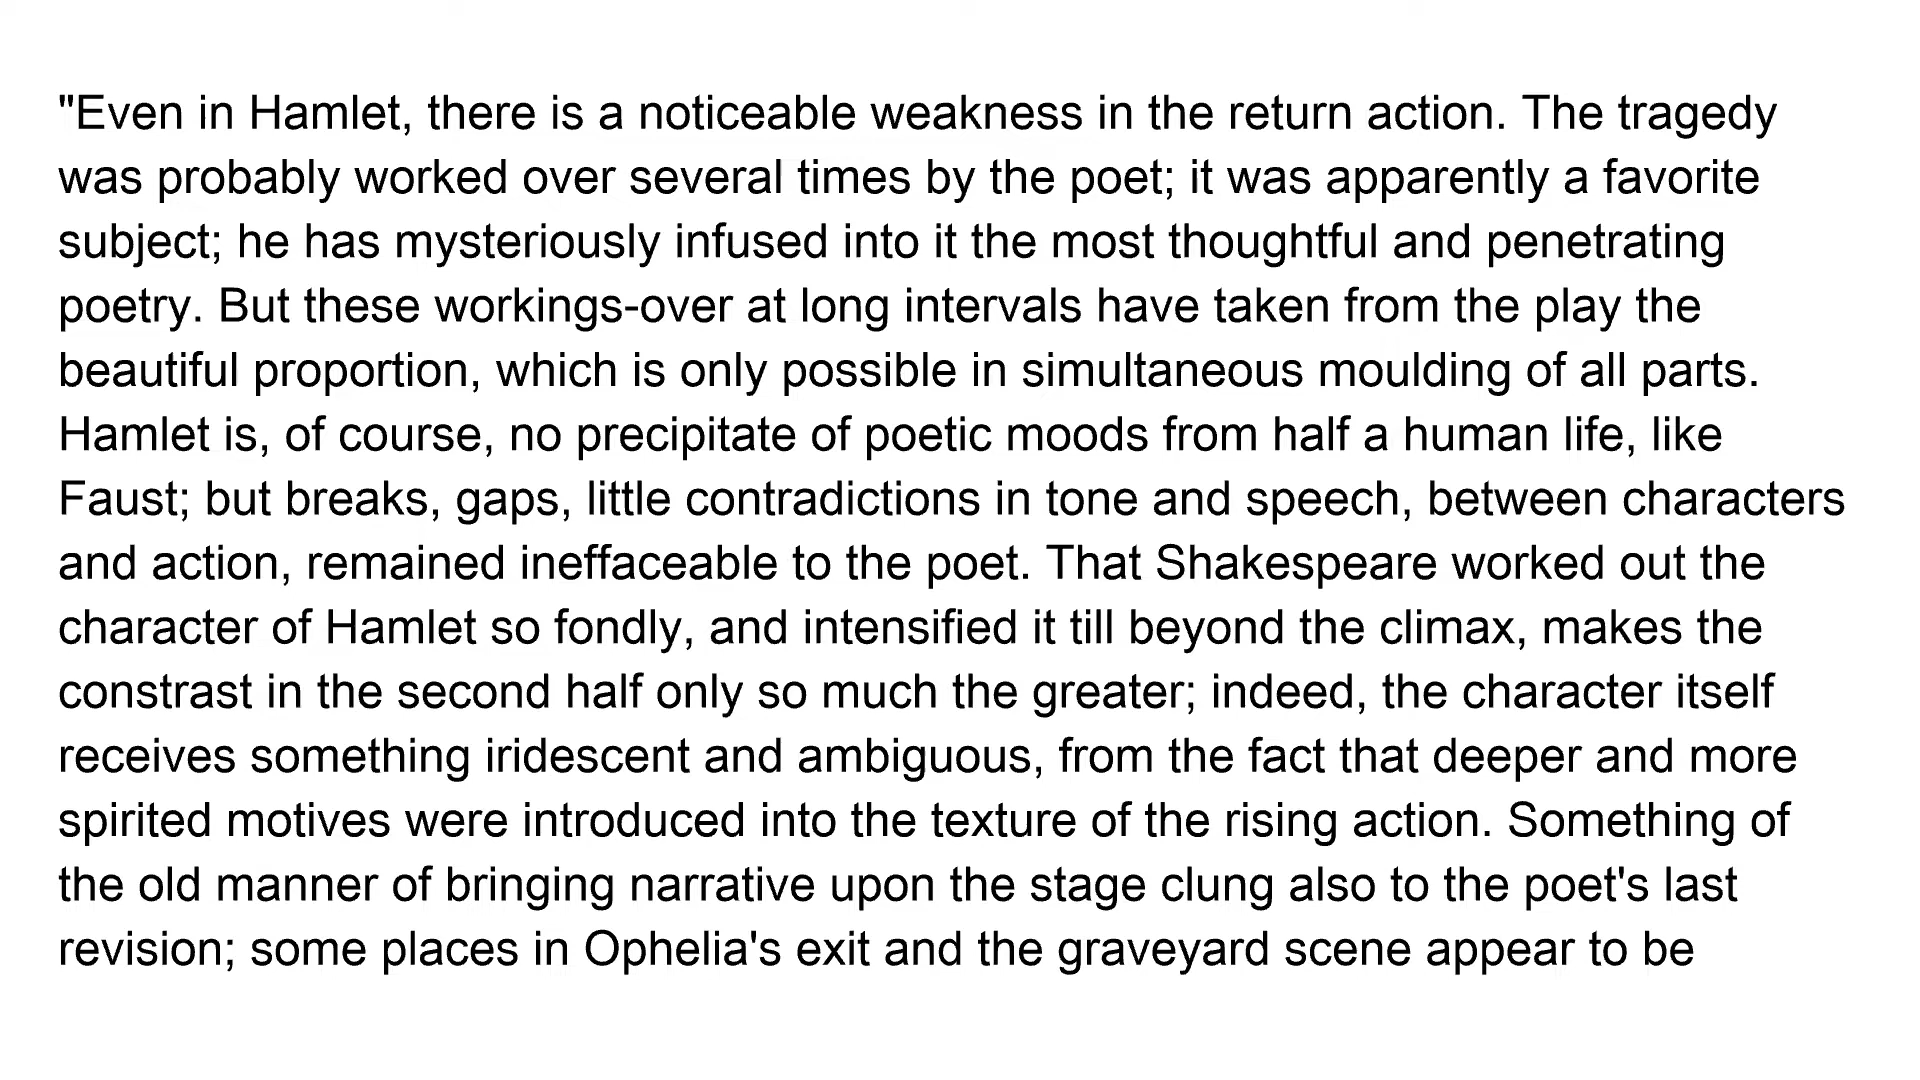 "Even in Hamlet, there is a noticeable weakness in the return action. The tragedy
was probably worked over several times by the poet; it was apparently a favorite
subject; he has mysteriously infused into it the most thoughtful and penetrating
poetry. But these workings-over at long intervals have taken from the play the
beautiful proportion, which is only possible in simultaneous moulding of all parts.
Hamlet is, of course, no precipitate of poetic moods from half a human life, like
Faust; but breaks, gaps, little contradictions in tone and speech, between characters
and action, remained ineffaceable to the poet. That Shakespeare worked out the
character of Hamlet so fondly, and intensified it till beyond the climax, makes the
constrast in the second half only so much the greater; indeed, the character itself
receives something iridescent and ambiguous, from the fact that deeper and more
spirited motives were introduced into the texture of the rising action. Something of
the old manner of bringing narrative upon the stage clung also to the poet's last
revision; some places in Ophelia's exit and the graveyard scene appear to be